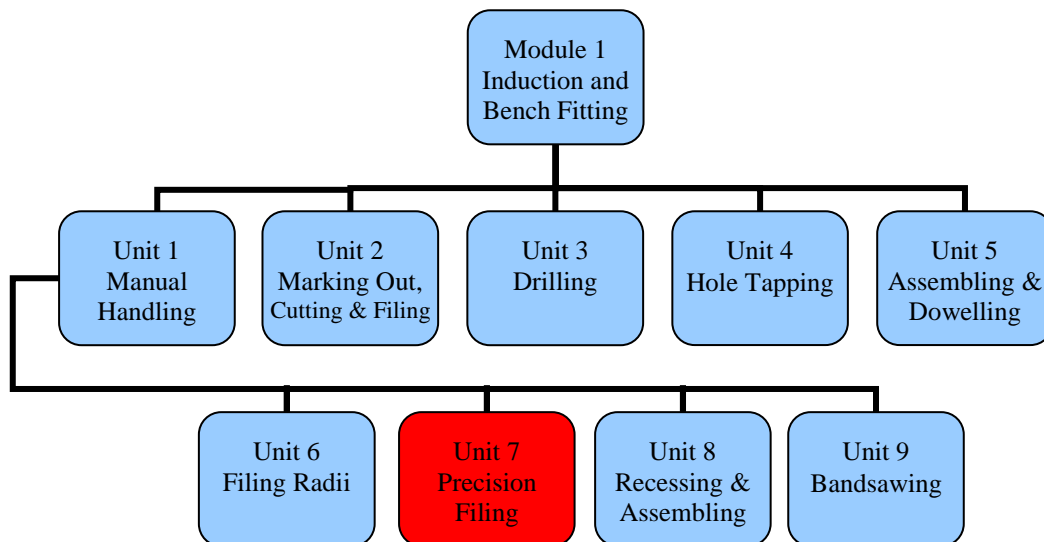 Module 1
Induction and
Bench Fitting
Unit 1
Manual
Handling
Unit 2
Marking Out,
Cutting & Filing
Unit 3
Drilling
Unit 4
Hole Tapping
Unit 5
Assembling &
Dowelling
Unit 6
Filing Radii
Unit 7
Precision
Filing
Unit 8
Recessing &
Assembling
Unit 9
Bandsawing